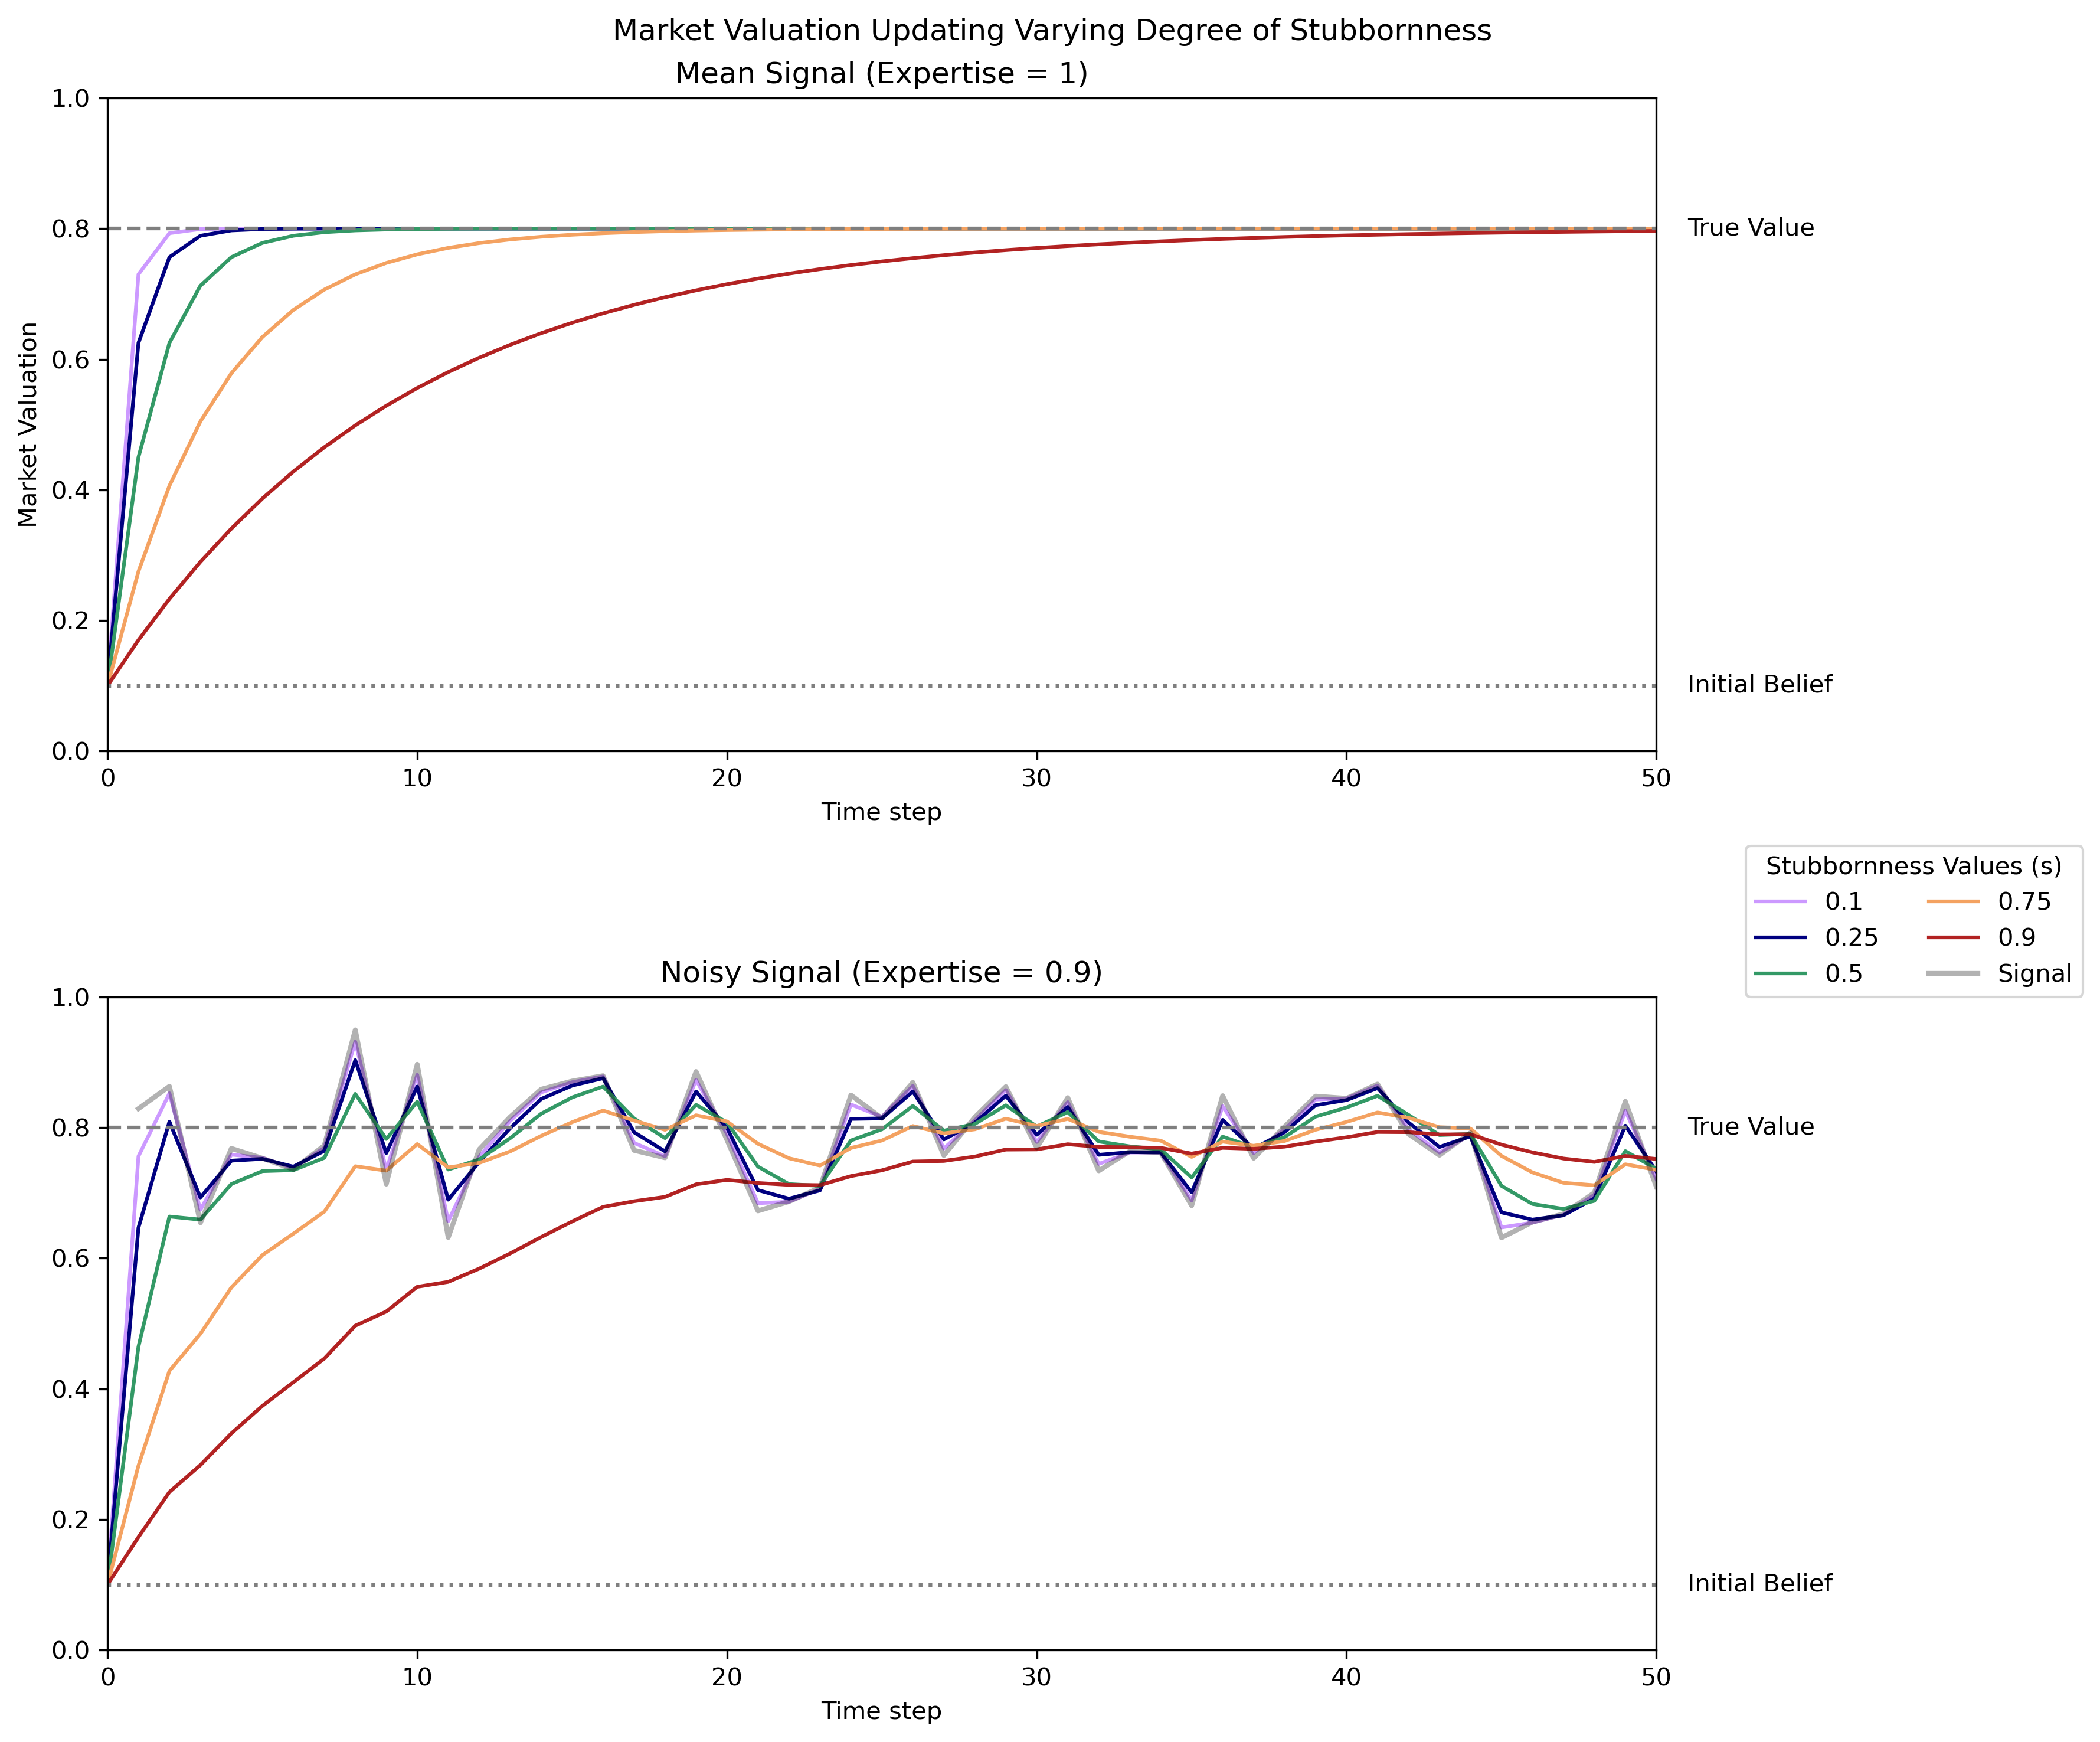 Market Valuation Updating Varying Degree of Stubbornness
Mean Signal (Expertise = 1)
1.0
0.8
0.6
0.4
0.2
0.0
Market Valuation
True Value
Initial Belief
0 10 20 30 40 50
Time step
Stubbornness Values (s)
0.1 0.75
0.25 0.9
0.5 Signal
Noisy Signal (Expertise = 0.9)
1.0
0.8
0.6
0.4
0.2
0.0
True Value
Initial Belief
0 10 20 30 40 50
Time step